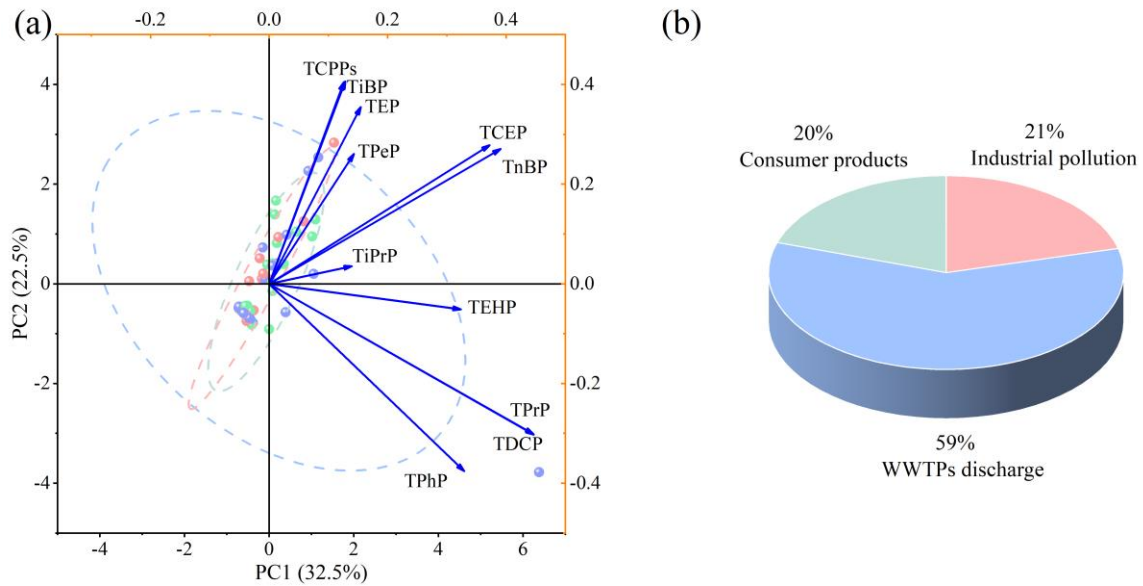 (a)
-0.2 0.0 0.2 0.4
4
2
0
-2
-4
PC2 (22.5%)
0.4
0.2
0.0
-0.2
-0.4
TCPPs
TiBP
TEP
TPeP
TCEP
TnBP
TiPrP
TEHP
TPrP
TDCP
TPhP
-4 -2 0 2 4 6
PC1 (32.5%)
(b)
20%
Consumer products
21%
Industrial pollution
59%
WWTPs discharge